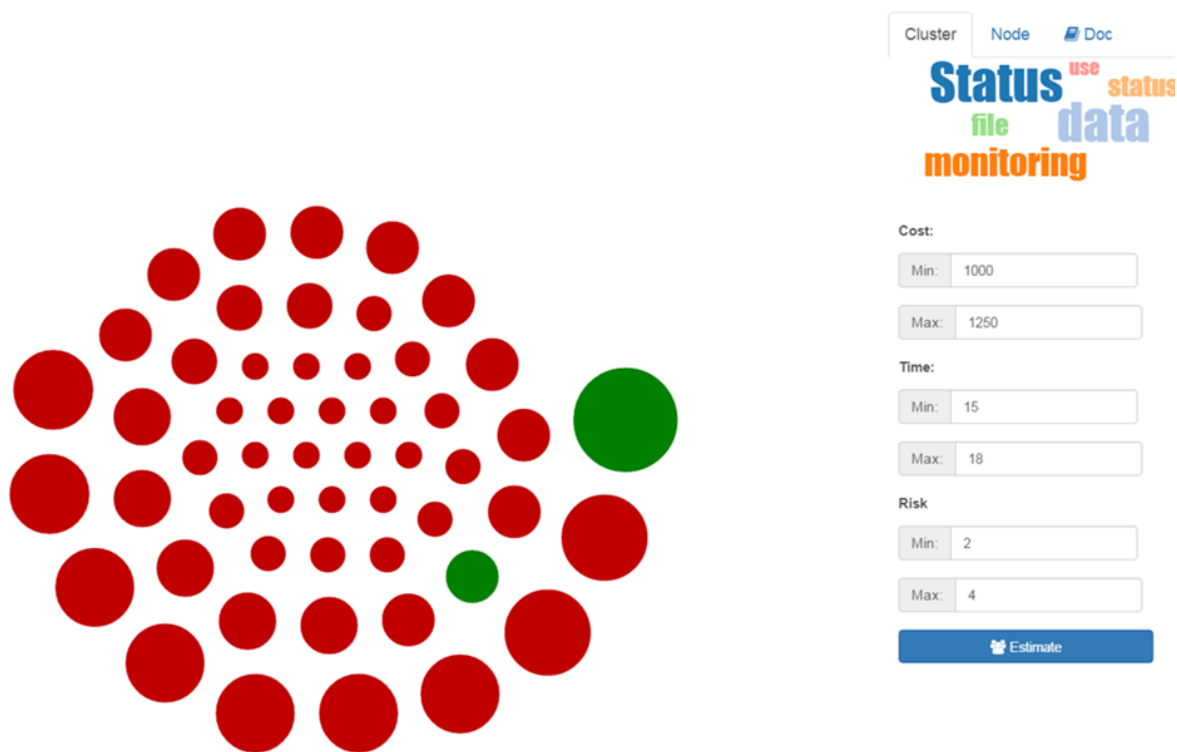 Cluster Node Doc
Status use status
file data
monitoring
Cost:
Min: 1000
Max: 1250
Time:
Min: 15
Max: 18
Risk
Min: 2
Max: 4
Estimate